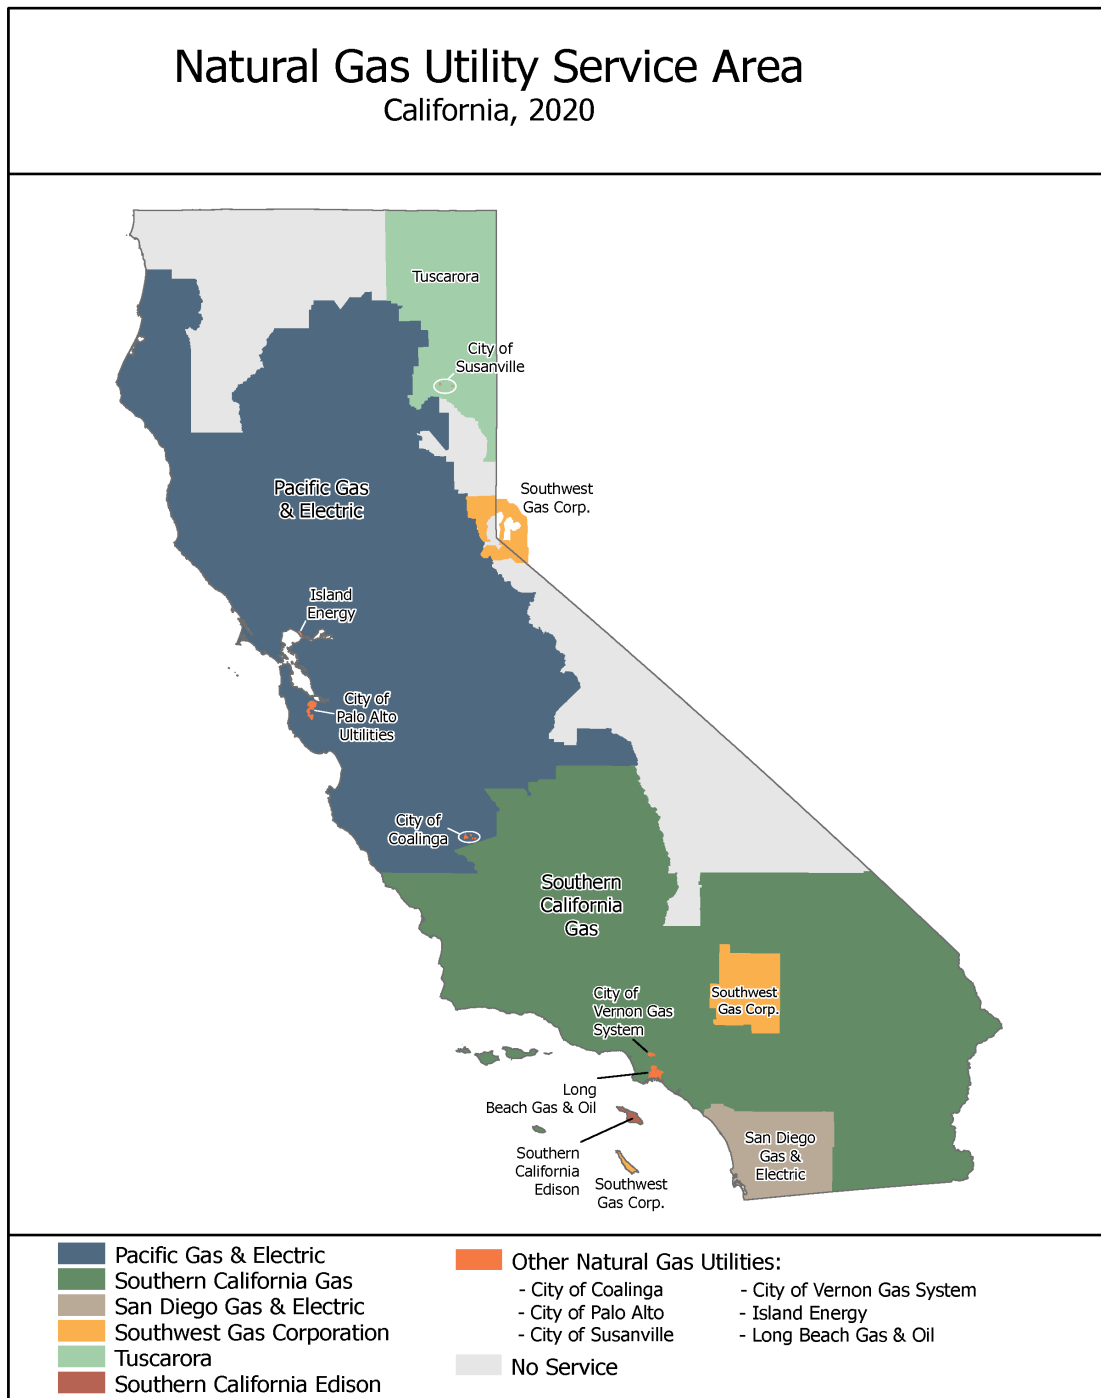 Natural Gas Utility Service Area
California, 2020
Tuscarora
City of
Susanville
Pacific Gas
& Electric
Southwest
Gas Corp.
Island
Energy
City of
Palo Alto
Ultilities
City of
Coalinga
Southern
California
Gas
Southwest
Gas Corp.
City of
Vernon Gas
System
Long
Beach Gas & Oil
Southern
California
Edison
Southwest
Gas Corp.
San Diego
Gas &
Electric
Pacific Gas & Electric
Southern California Gas
San Diego Gas & Electric
Southwest Gas Corporation
Tuscarora
Southern California Edison
Other Natural Gas Utilities:
- City of Coalinga
- City of Palo Alto
- City of Susanville
- City of Vernon Gas System
- Island Energy
- Long Beach Gas & Oil
No Service